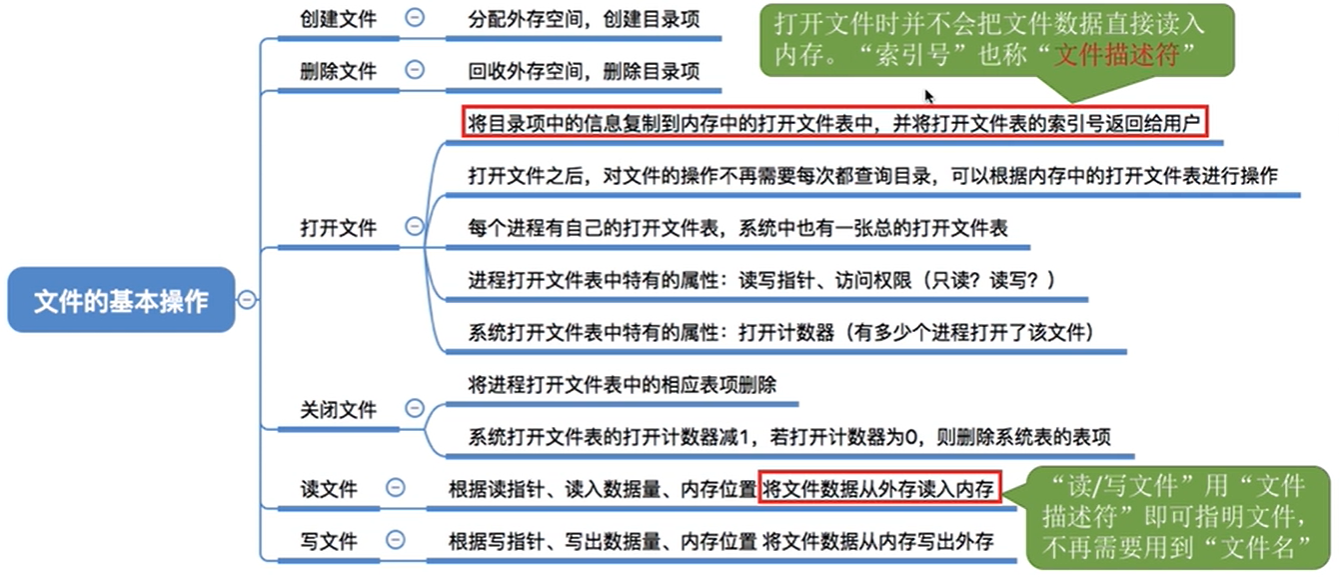 文件的基本操作
创建文件
分配外存空间，创建目录项
删除文件
回收外存空间，删除目录项
打开文件时并不会把文件数据直接读入
内存。“索引号”也称“文件描述符”
打开文件
将目录项中的信息复制到内存中的打开文件表中，并将打开文件表的索引号返回给用户
打开文件之后，对文件的操作不再需要每次都查询目录，可以根据内存中的打开文件表进行操作
每个进程有自己的打开文件表，系统中也有一张总的打开文件表
进程打开文件表中特有的属性：读写指针、访问权限（只读？读写？）
系统打开文件表中特有的属性：打开计数器（有多少个进程打开了该文件）
关闭文件
将进程打开文件表中的相应表项删除
系统打开文件表的打开计数器减1，若打开计数器为0，则删除系统表的表项
读文件
根据读指针、读入数据量、内存位置 将文件数据从外存读入内存
“读/写文件”用“文件
描述符”即可指明文件，
不再需要用到“文件名”
写文件
根据写指针、写出数据量、内存位置 将文件数据从内存写出外存